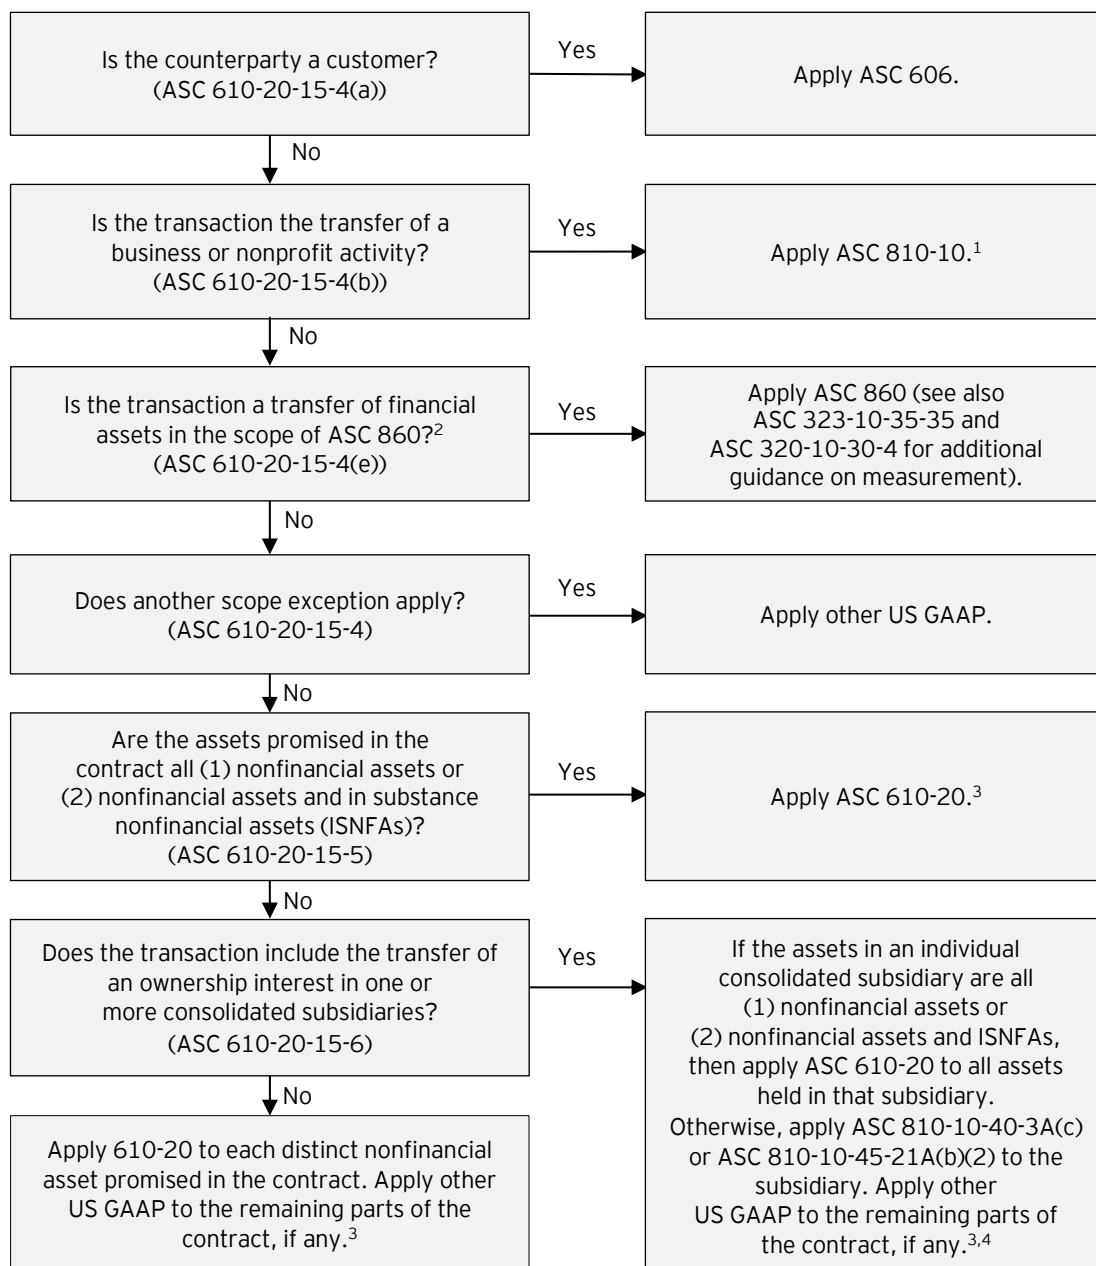 Is the counterparty a customer?
(ASC 610-20-15-4(a))
Yes
Apply ASC 606.
No
Is the transaction the transfer of a
business or nonprofit activity?
(ASC 610-20-15-4(b))
Yes
Apply ASC 810-10.1
No
Is the transaction a transfer of financial
assets in the scope of ASC 860?2
(ASC 610-20-15-4(e))
Yes
Apply ASC 860 (see also
ASC 323-10-35-35 and
ASC 320-10-30-4 for additional
guidance on measurement).
No
Does another scope exception apply?
(ASC 610-20-15-4)
Yes
Apply other US GAAP.
No
Are the assets promised in the
contract all (1) nonfinancial assets or
(2) nonfinancial assets and in substance
nonfinancial assets (ISNFAs)?
(ASC 610-20-15-5)
Yes
Apply ASC 610-20.3
No
Does the transaction include the transfer of
an ownership interest in one or
more consolidated subsidiaries?
(ASC 610-20-15-6)
Yes
If the assets in an individual
consolidated subsidiary are all
(1) nonfinancial assets or
(2) nonfinancial assets and ISNFAs,
then apply ASC 610-20 to all assets
held in that subsidiary.
Otherwise, apply ASC 810-10-40-3A(c)
or ASC 810-10-45-21A(b)(2) to the
subsidiary. Apply other
US GAAP to the remaining parts of
the contract, if any.3,4
No
Apply 610-20 to each distinct nonfinancial
asset promised in the contract. Apply other
US GAAP to the remaining parts of the
contract, if any.3